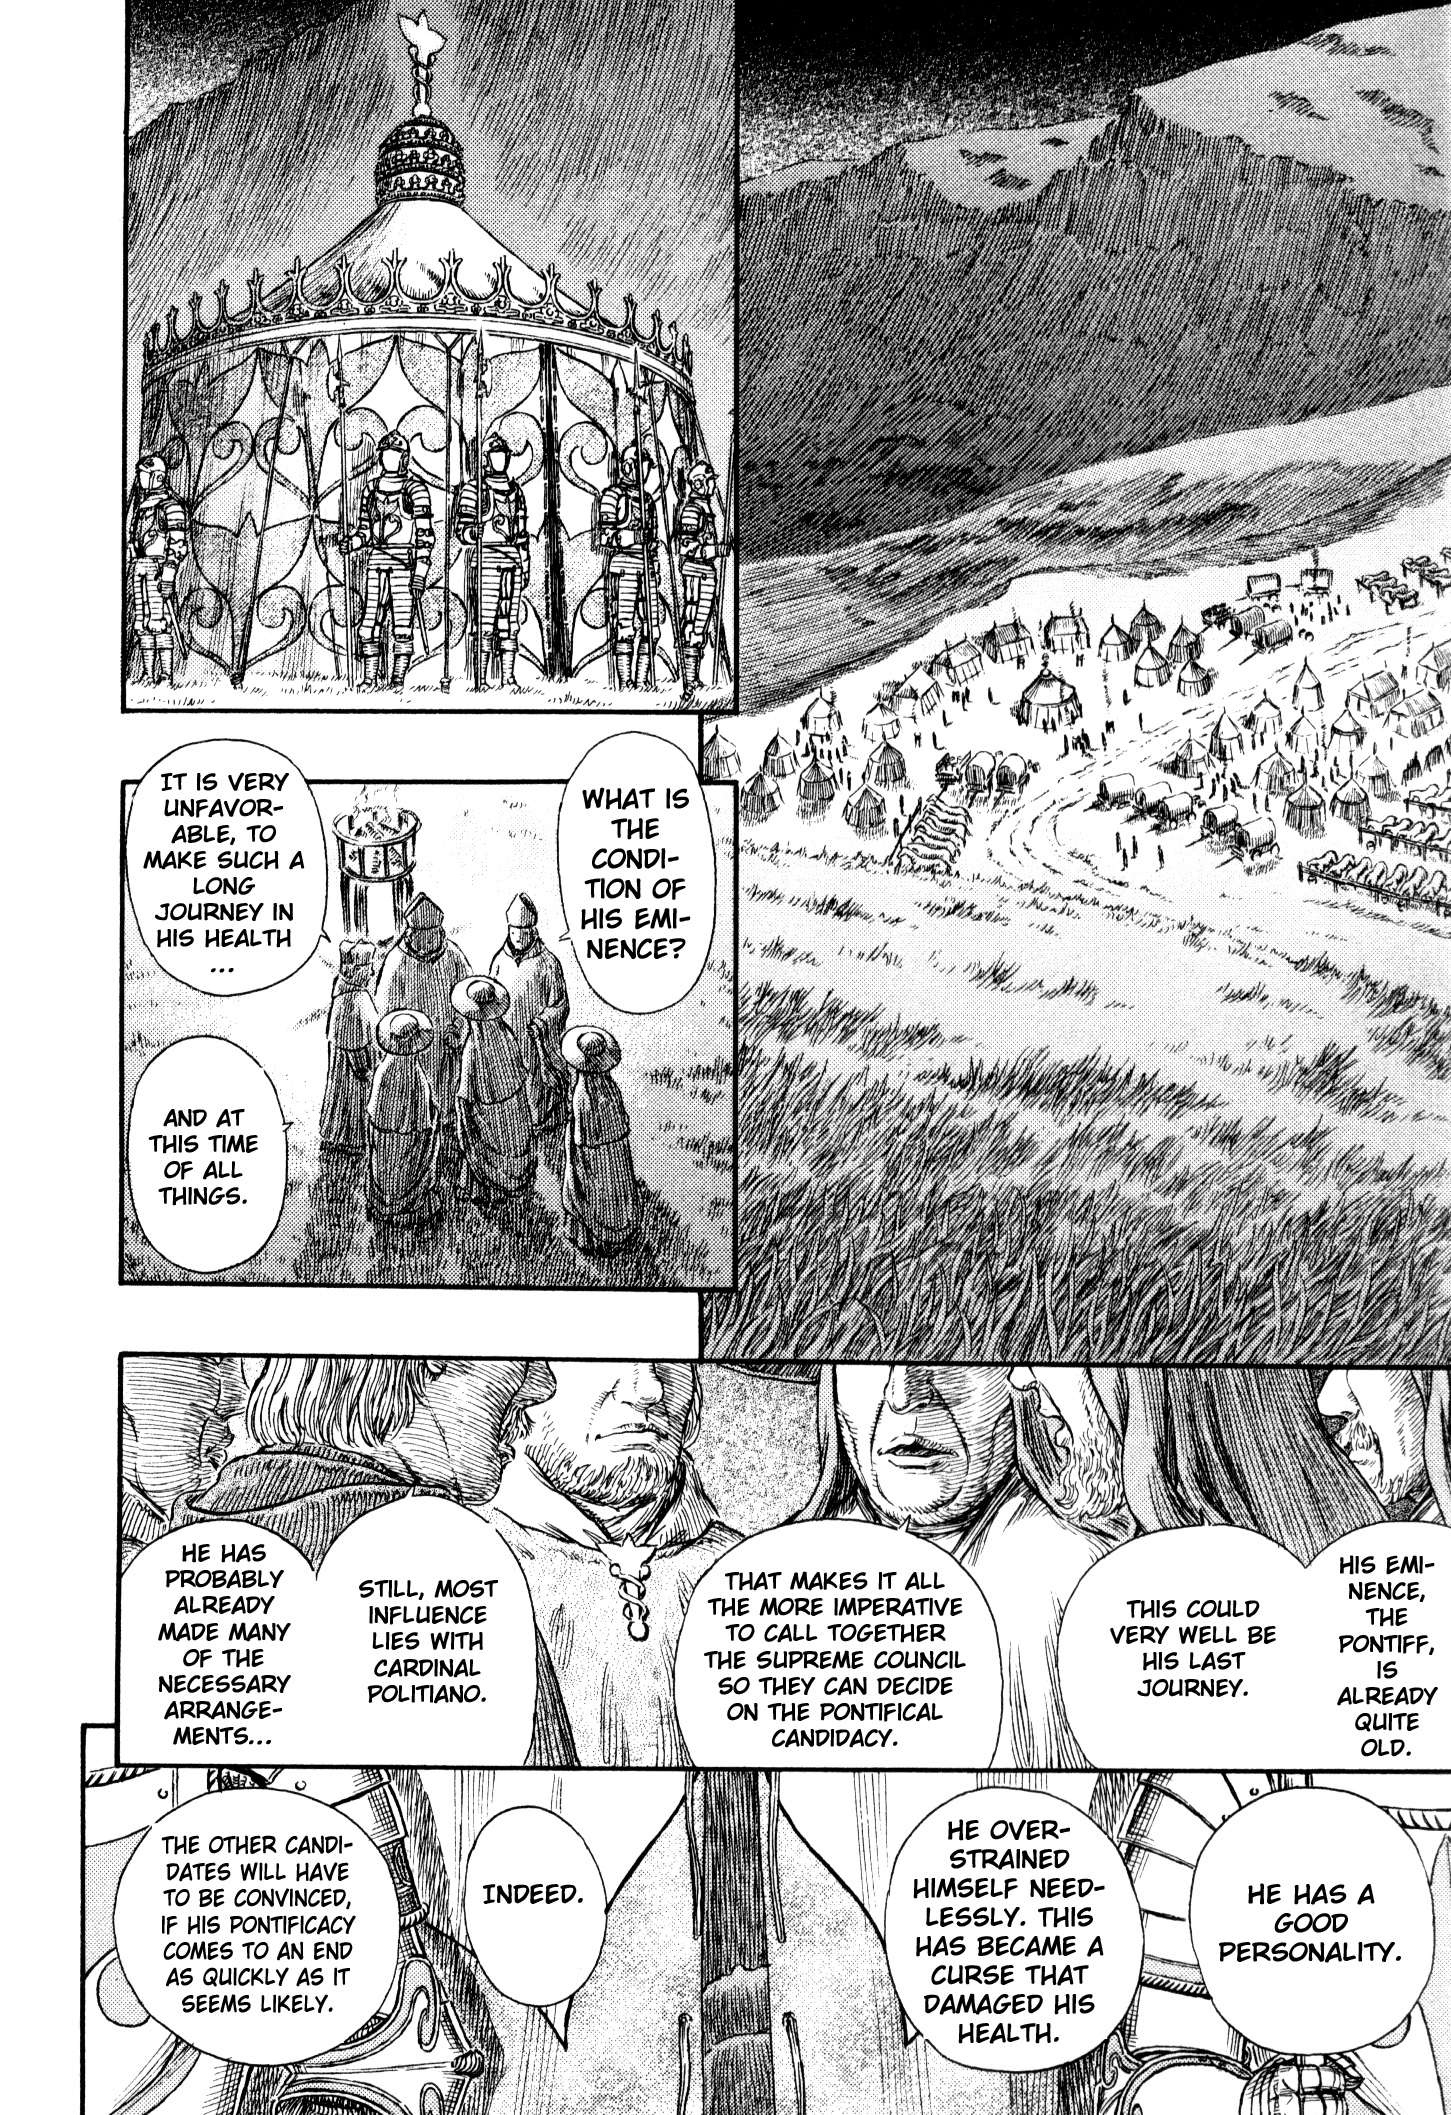 WHAT IS
THE
CONDI-
TION OF
HIS EMI-
NENCE?
IT IS VERY
UNFAVOR-
ABLE, TO
MAKE SUCH A
LONG
JOURNEY IN
HIS HEALTH
...
AND AT
THIS TIME
OF ALL
THINGS.
HIS EMI-
NENCE,
THE
PONTIFF,
IS
ALREADY
QUITE
OLD.
THIS COULD
VERY WELL BE
HIS LAST
JOURNEY.
THAT MAKES IT ALL
THE MORE IMPERATIVE
TO CALL TOGETHER
THE SUPREME COUNCIL
SO THEY CAN DECIDE
ON THE PONTIFICAL
CANDIDACY.
STILL, MOST
INFLUENCE
LIES WITH
CARDINAL
POLITIANO.
HE HAS
PROBABLY
ALREADY
MADE MANY
OF THE
NECESSARY
ARRANGE-
MENTS...
HE HAS A
GOOD
PERSONALITY.
HE OVER-
STRAINED
HIMSELF NEED-
LESSLY. THIS
HAS BECAME A
CURSE THAT
DAMAGED HIS
HEALTH.
INDEED.
THE OTHER CANDI-
DATES WILL HAVE
TO BE CONVINCED,
IF HIS PONTIFICACY
COMES TO AN END
AS QUICKLY AS IT
SEEMS LIKELY.